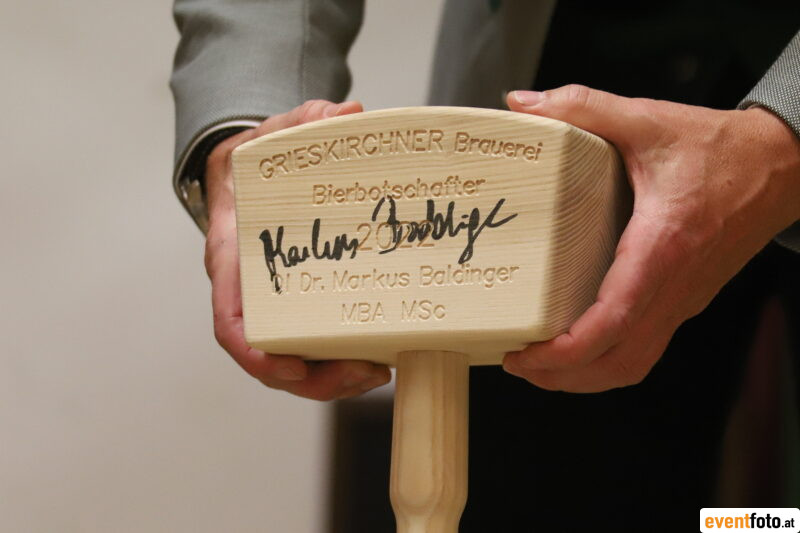 GRIESKIRCHNER Brauerei
Bierbotschafter
2022
DI Dr. Markus Baldinger
MBA MSc
eventfoto.at